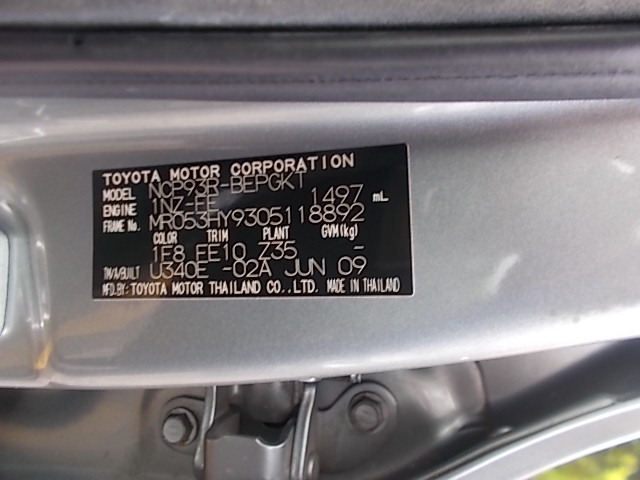 TOYOTA MOTOR CORPORATION
MODEL NCP93R-BEPGKT
ENGINE 1NZ-FE 1497 mL
FRAME No. MR053HY9305118892
COLOR TRIM PLANT GVM(kg)
1F8 FE10 Z35 -
T/M/A/BUILT U340E -02A JUN 09
MFD.BY: TOYOTA MOTOR THAILAND CO.,LTD. MADE IN THAILAND